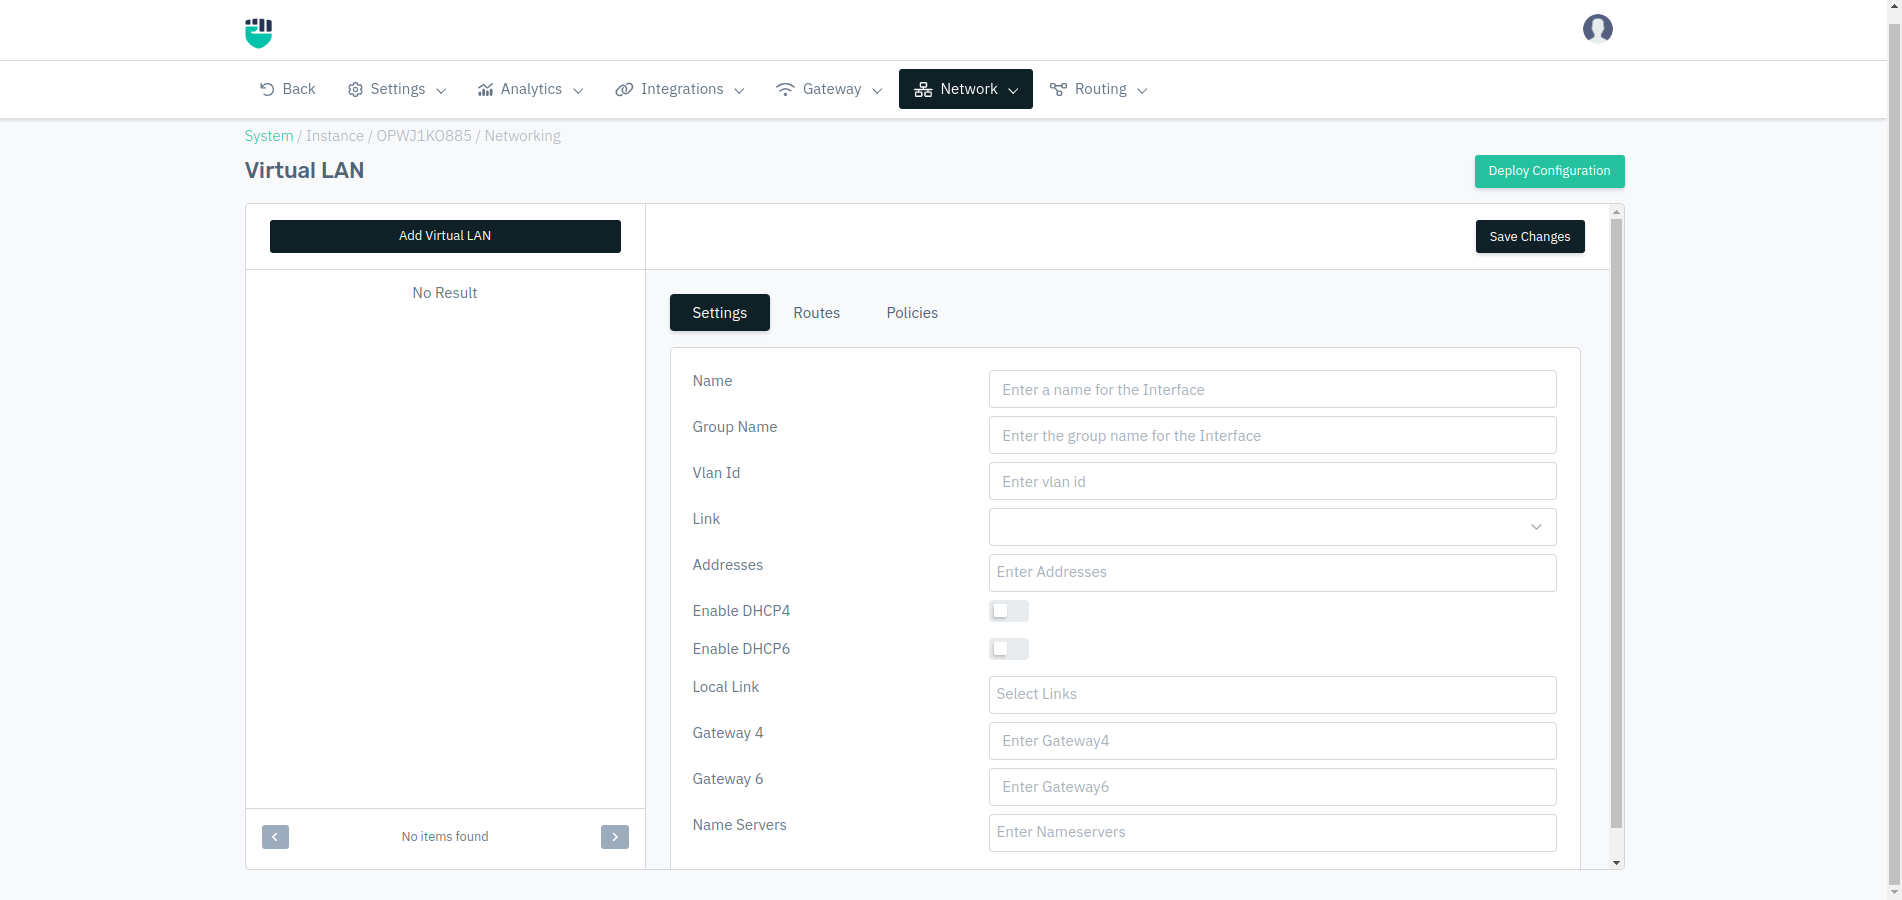 Back Settings Analytics Integrations Gateway Network Routing
System / Instance / OPWJ1KO885 / Networking
Virtual LAN
Deploy Configuration
Add Virtual LAN
Save Changes
No Result
Settings Routes Policies
Name Enter a name for the Interface
Group Name Enter the group name for the Interface
Vlan Id Enter vlan id
Link
Addresses Enter Addresses
Enable DHCP4
Enable DHCP6
Local Link Select Links
Gateway 4 Enter Gateway4
Gateway 6 Enter Gateway6
Name Servers Enter Nameservers
No items found